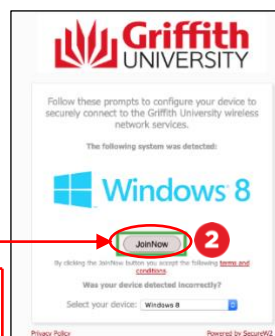 Griffith
UNIVERSITY
Follow these prompts to configure your device to
securely connect to the Griffith University wireless
network services.
The following system was detected:
Windows 8
JoinNow
2
By clicking the JoinNow button you accept the following terms and
conditions.
Was your device detected incorrectly?
Select your device: Windows 8
Privacy Policy Powered by SecureW2